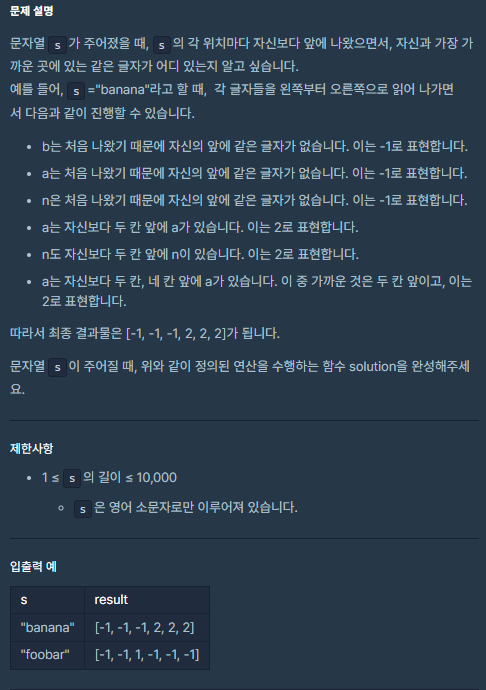 문제 설명
문자열 s가 주어졌을 때, s의 각 위치마다 자신보다 앞에 나왔으면서, 자신과 가장 가
까운 곳에 있는 같은 글자가 어디 있는지 알고 싶습니다.
예를 들어, s="banana"라고 할 때,  각 글자들을 왼쪽부터 오른쪽으로 읽어 나가면
서 다음과 같이 진행할 수 있습니다.
• b는 처음 나왔기 때문에 자신의 앞에 같은 글자가 없습니다. 이는 -1로 표현합니다.
• a는 처음 나왔기 때문에 자신의 앞에 같은 글자가 없습니다. 이는 -1로 표현합니다.
• n은 처음 나왔기 때문에 자신의 앞에 같은 글자가 없습니다. 이는 -1로 표현합니다.
• a는 자신보다 두 칸 앞에 a가 있습니다. 이는 2로 표현합니다.
• n도 자신보다 두 칸 앞에 n이 있습니다. 이는 2로 표현합니다.
• a는 자신보다 두 칸, 네 칸 앞에 a가 있습니다. 이 중 가까운 것은 두 칸 앞이고, 이는
2로 표현합니다.
따라서 최종 결과물은 [-1, -1, -1, 2, 2, 2]가 됩니다.
문자열 s이 주어질 때, 위와 같이 정의된 연산을 수행하는 함수 solution을 완성해주세
요.
제한사항
• 1 ≤ s의 길이 ≤ 10,000
◦ s은 영어 소문자로만 이루어져 있습니다.
입출력 예
s result
"banana" [-1, -1, -1, 2, 2, 2]
"foobar" [-1, -1, 1, -1, -1, -1]